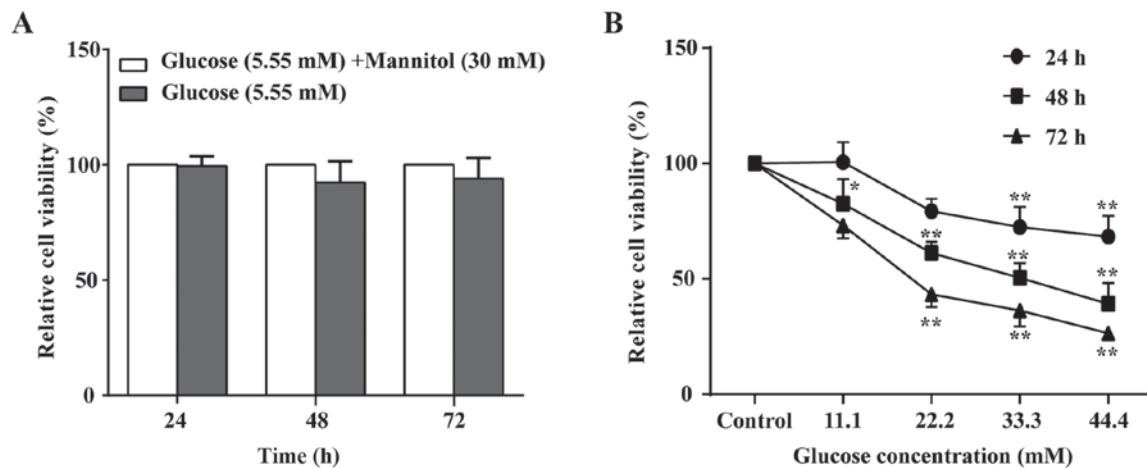 A
150
Glucose (5.55 mM) +Mannitol (30 mM)
Glucose (5.55 mM)
100
50
0
Relative cell viability (%)
24
48
72
Time (h)
B
150
24 h
48 h
72 h
100
50
0
Relative cell viability (%)
*
**
**
**
**
**
**
**
**
Control
11.1
22.2
33.3
44.4
Glucose concentration (mM)